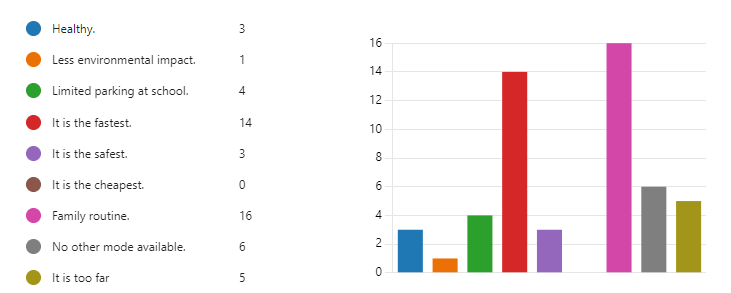 Healthy. 3
Less environmental impact. 1
Limited parking at school. 4
It is the fastest. 14
It is the safest. 3
It is the cheapest. 0
Family routine. 16
No other mode available. 6
It is too far 5
16
14
12
10
8
6
4
2
0